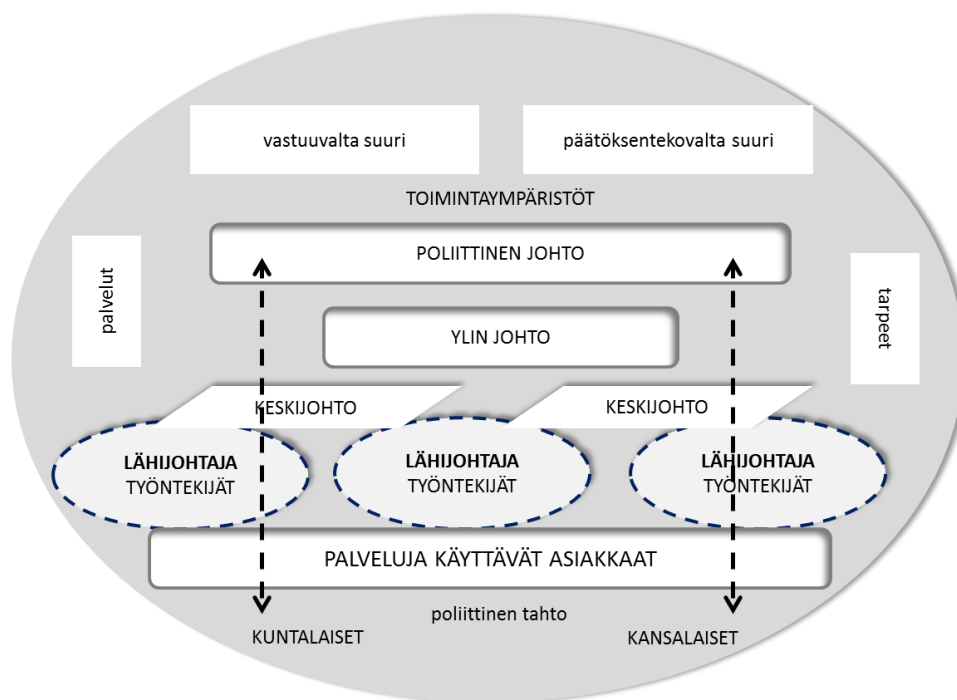 vastuuvalta suuri
päätöksentekovalta suuri
TOIMINTAYMPÄRISTÖT
POLIITTINEN JOHTO
palvelut
tarpeet
YLIN JOHTO
KESKIJOHTO
KESKIJOHTO
LÄHIJOHTAJA
TYÖNTEKIJÄT
LÄHIJOHTAJA
TYÖNTEKIJÄT
LÄHIJOHTAJA
TYÖNTEKIJÄT
PALVELUJA KÄYTTÄVÄT ASIAKKAAT
poliittinen tahto
KUNTALAISET
KANSALAISET